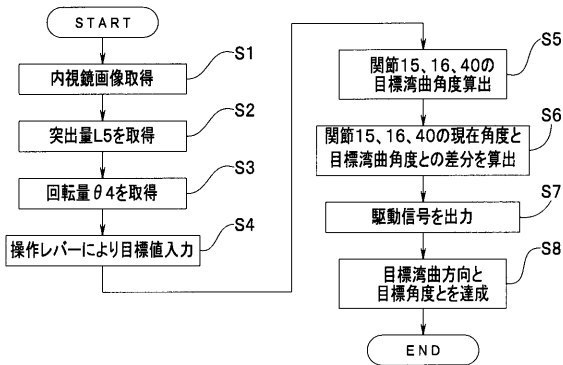 START
S1
内視鏡画像取得
S2
突出量L5を取得
S3
回転量θ4を取得
S4
操作レバーにより目標値入力
S5
関節15、16、40の
目標湾曲角度算出
S6
関節15、16、40の現在角度と
目標湾曲角度との差分を算出
S7
駆動信号を出力
S8
目標湾曲方向と
目標角度とを達成
END